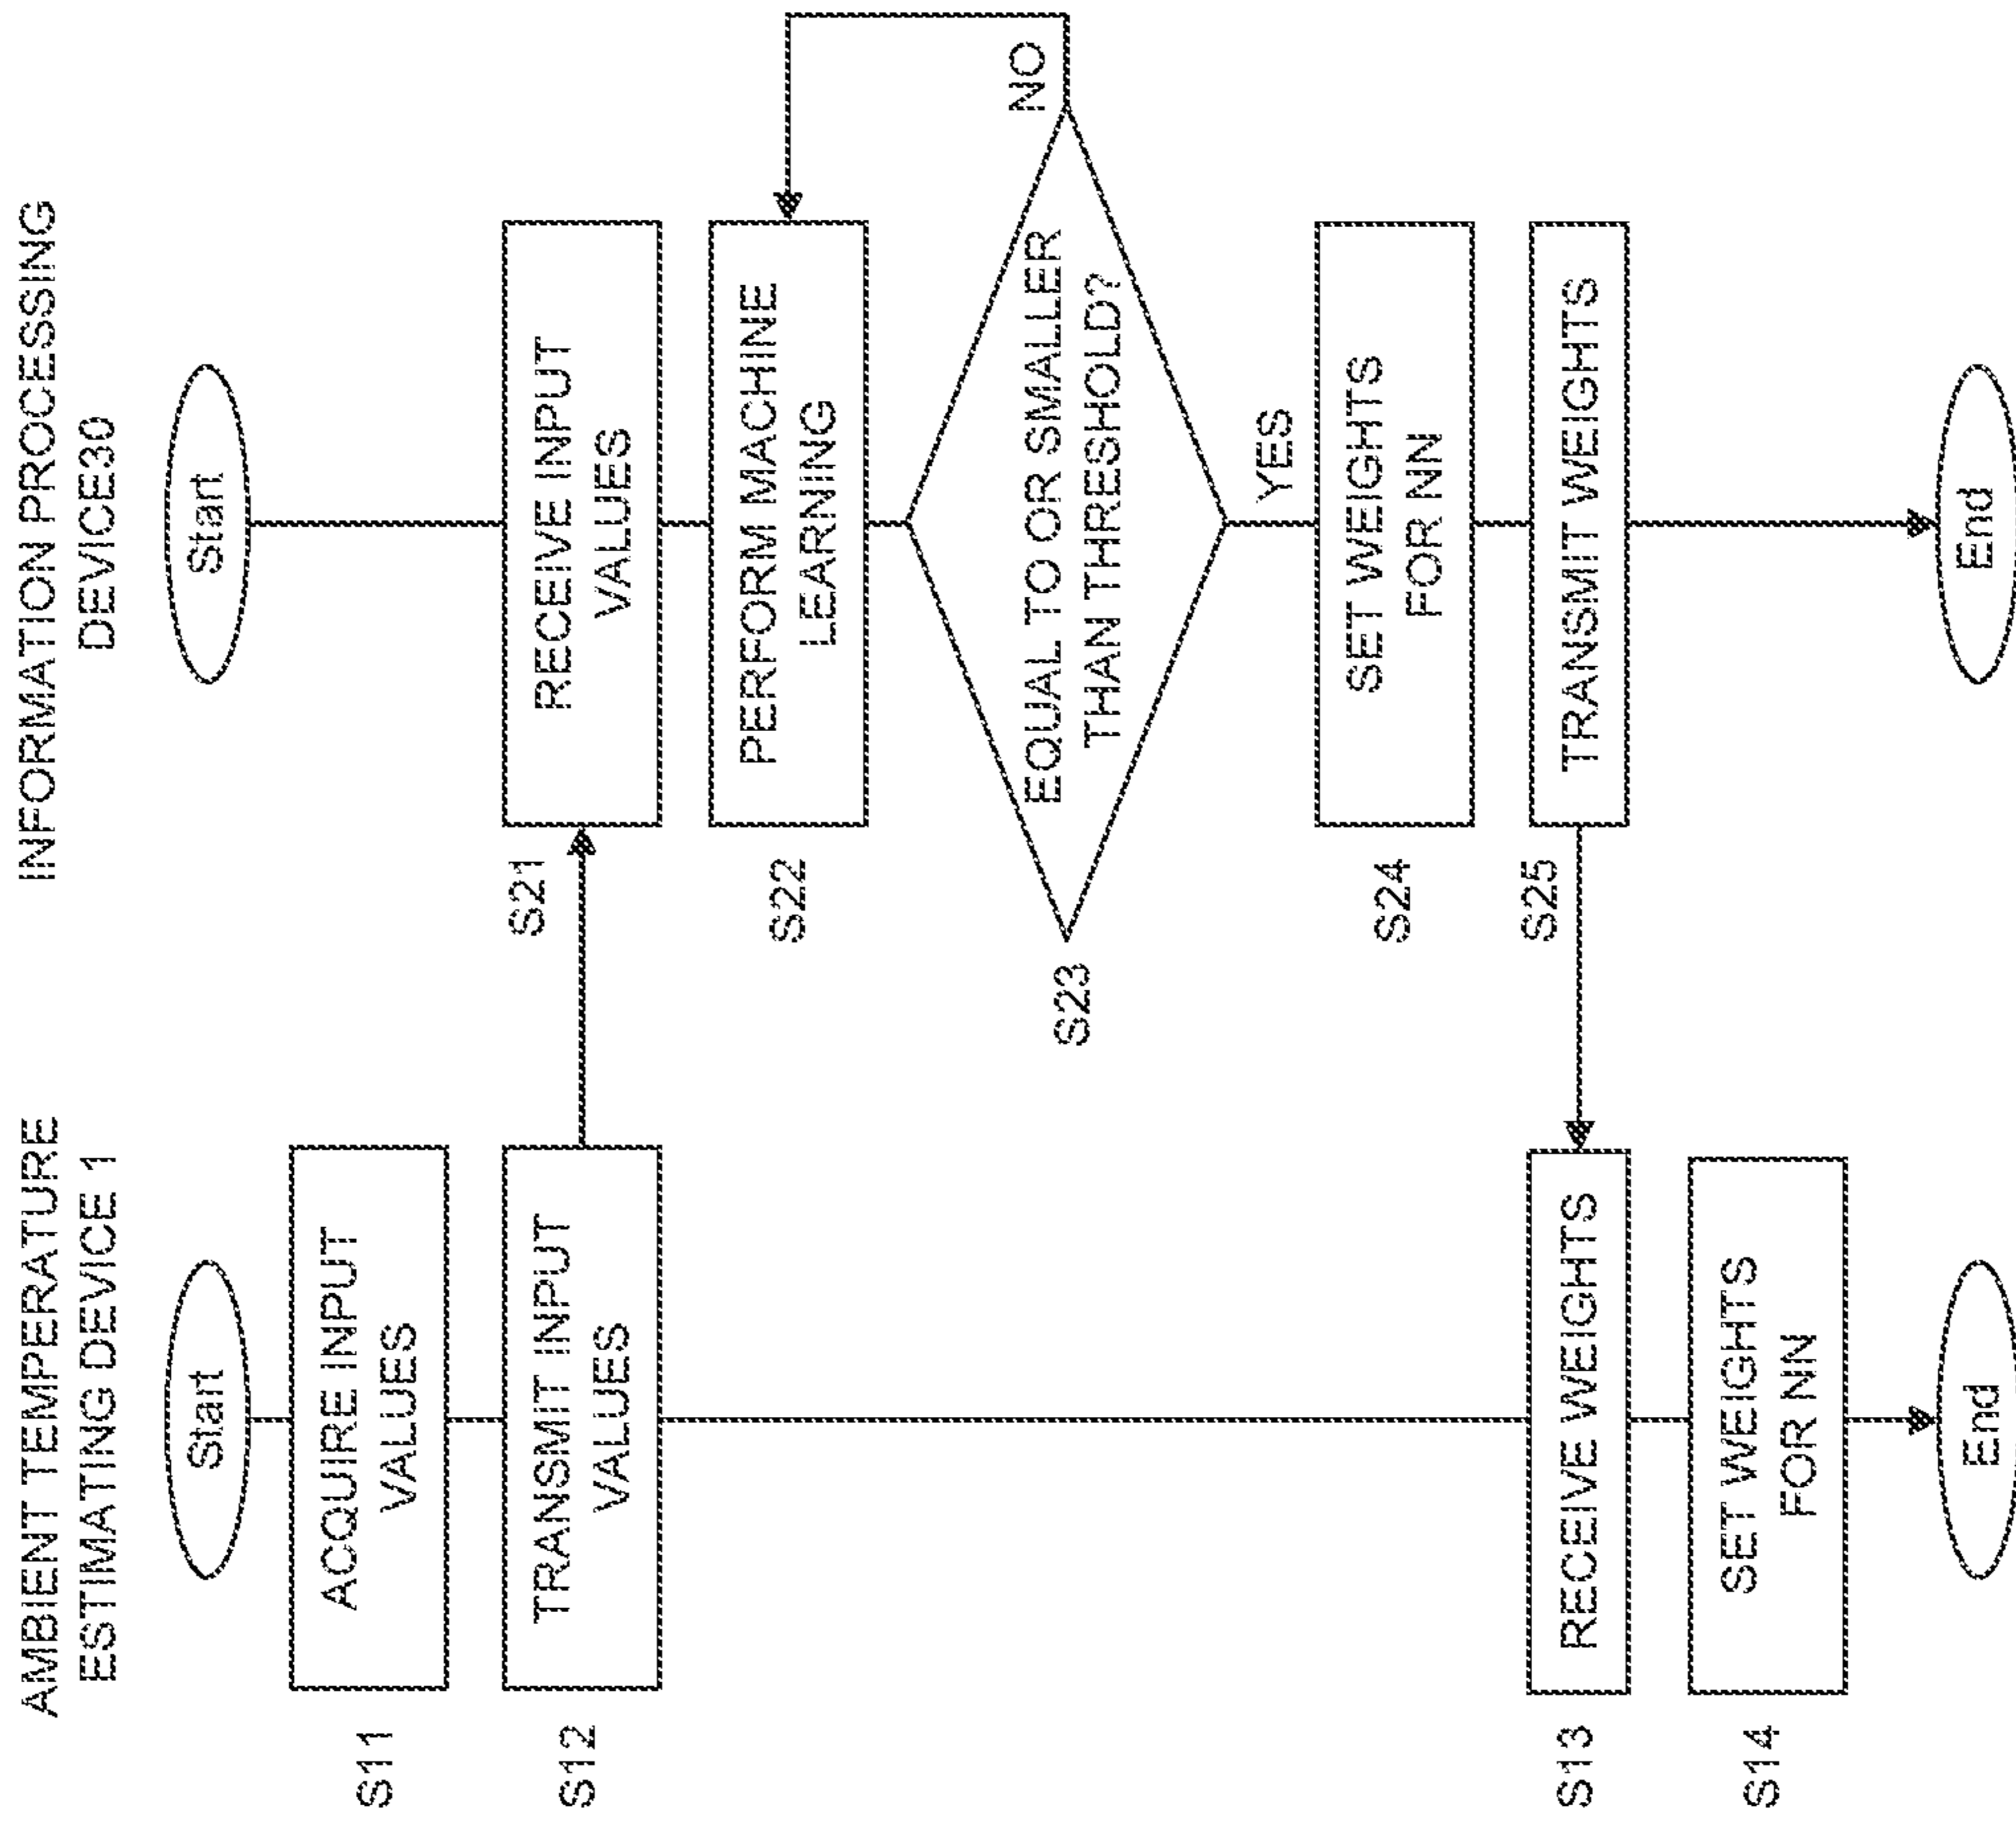 AMBIENT TEMPERATURE
ESTIMATING DEVICE 1
Start
S11
ACQUIRE INPUT
VALUES
S12
TRANSMIT INPUT
VALUES
S13
RECEIVE WEIGHTS
S14
SET WEIGHTS
FOR NN
End
INFORMATION PROCESSING
DEVICE30
Start
S21
RECEIVE INPUT
VALUES
S22
PERFORM MACHINE
LEARNING
S23
EQUAL TO OR SMALLER
THAN THRESHOLD?
NO
YES
S24
SET WEIGHTS
FOR NN
S25
TRANSMIT WEIGHTS
End